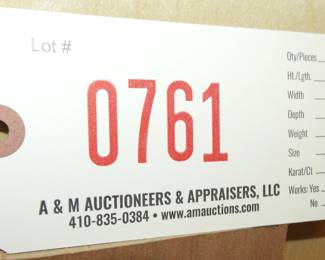 Lot #
0761
A & M AUCTIONEERS & APPRAISERS, LLC
410-835-0384 • www.amauctions.com
Qty/Pieces
Ht./Lgth.
Width
Depth
Weight
Size
Karat/Ct
Works: Yes
No